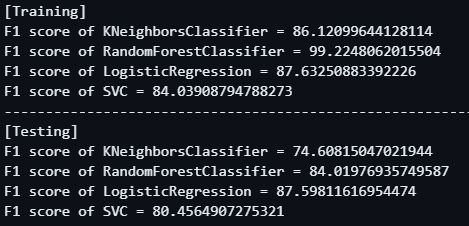 [Training]
F1 score of KNeighborsClassifier = 86.12099644128114
F1 score of RandomForestClassifier = 99.2248062015504
F1 score of LogisticRegression = 87.63250883392226
F1 score of SVC = 84.03908794788273
--------------------------------------------------------
[Testing]
F1 score of KNeighborsClassifier = 74.60815047021944
F1 score of RandomForestClassifier = 84.01976935749587
F1 score of LogisticRegression = 87.59811616954474
F1 score of SVC = 80.4564907275321